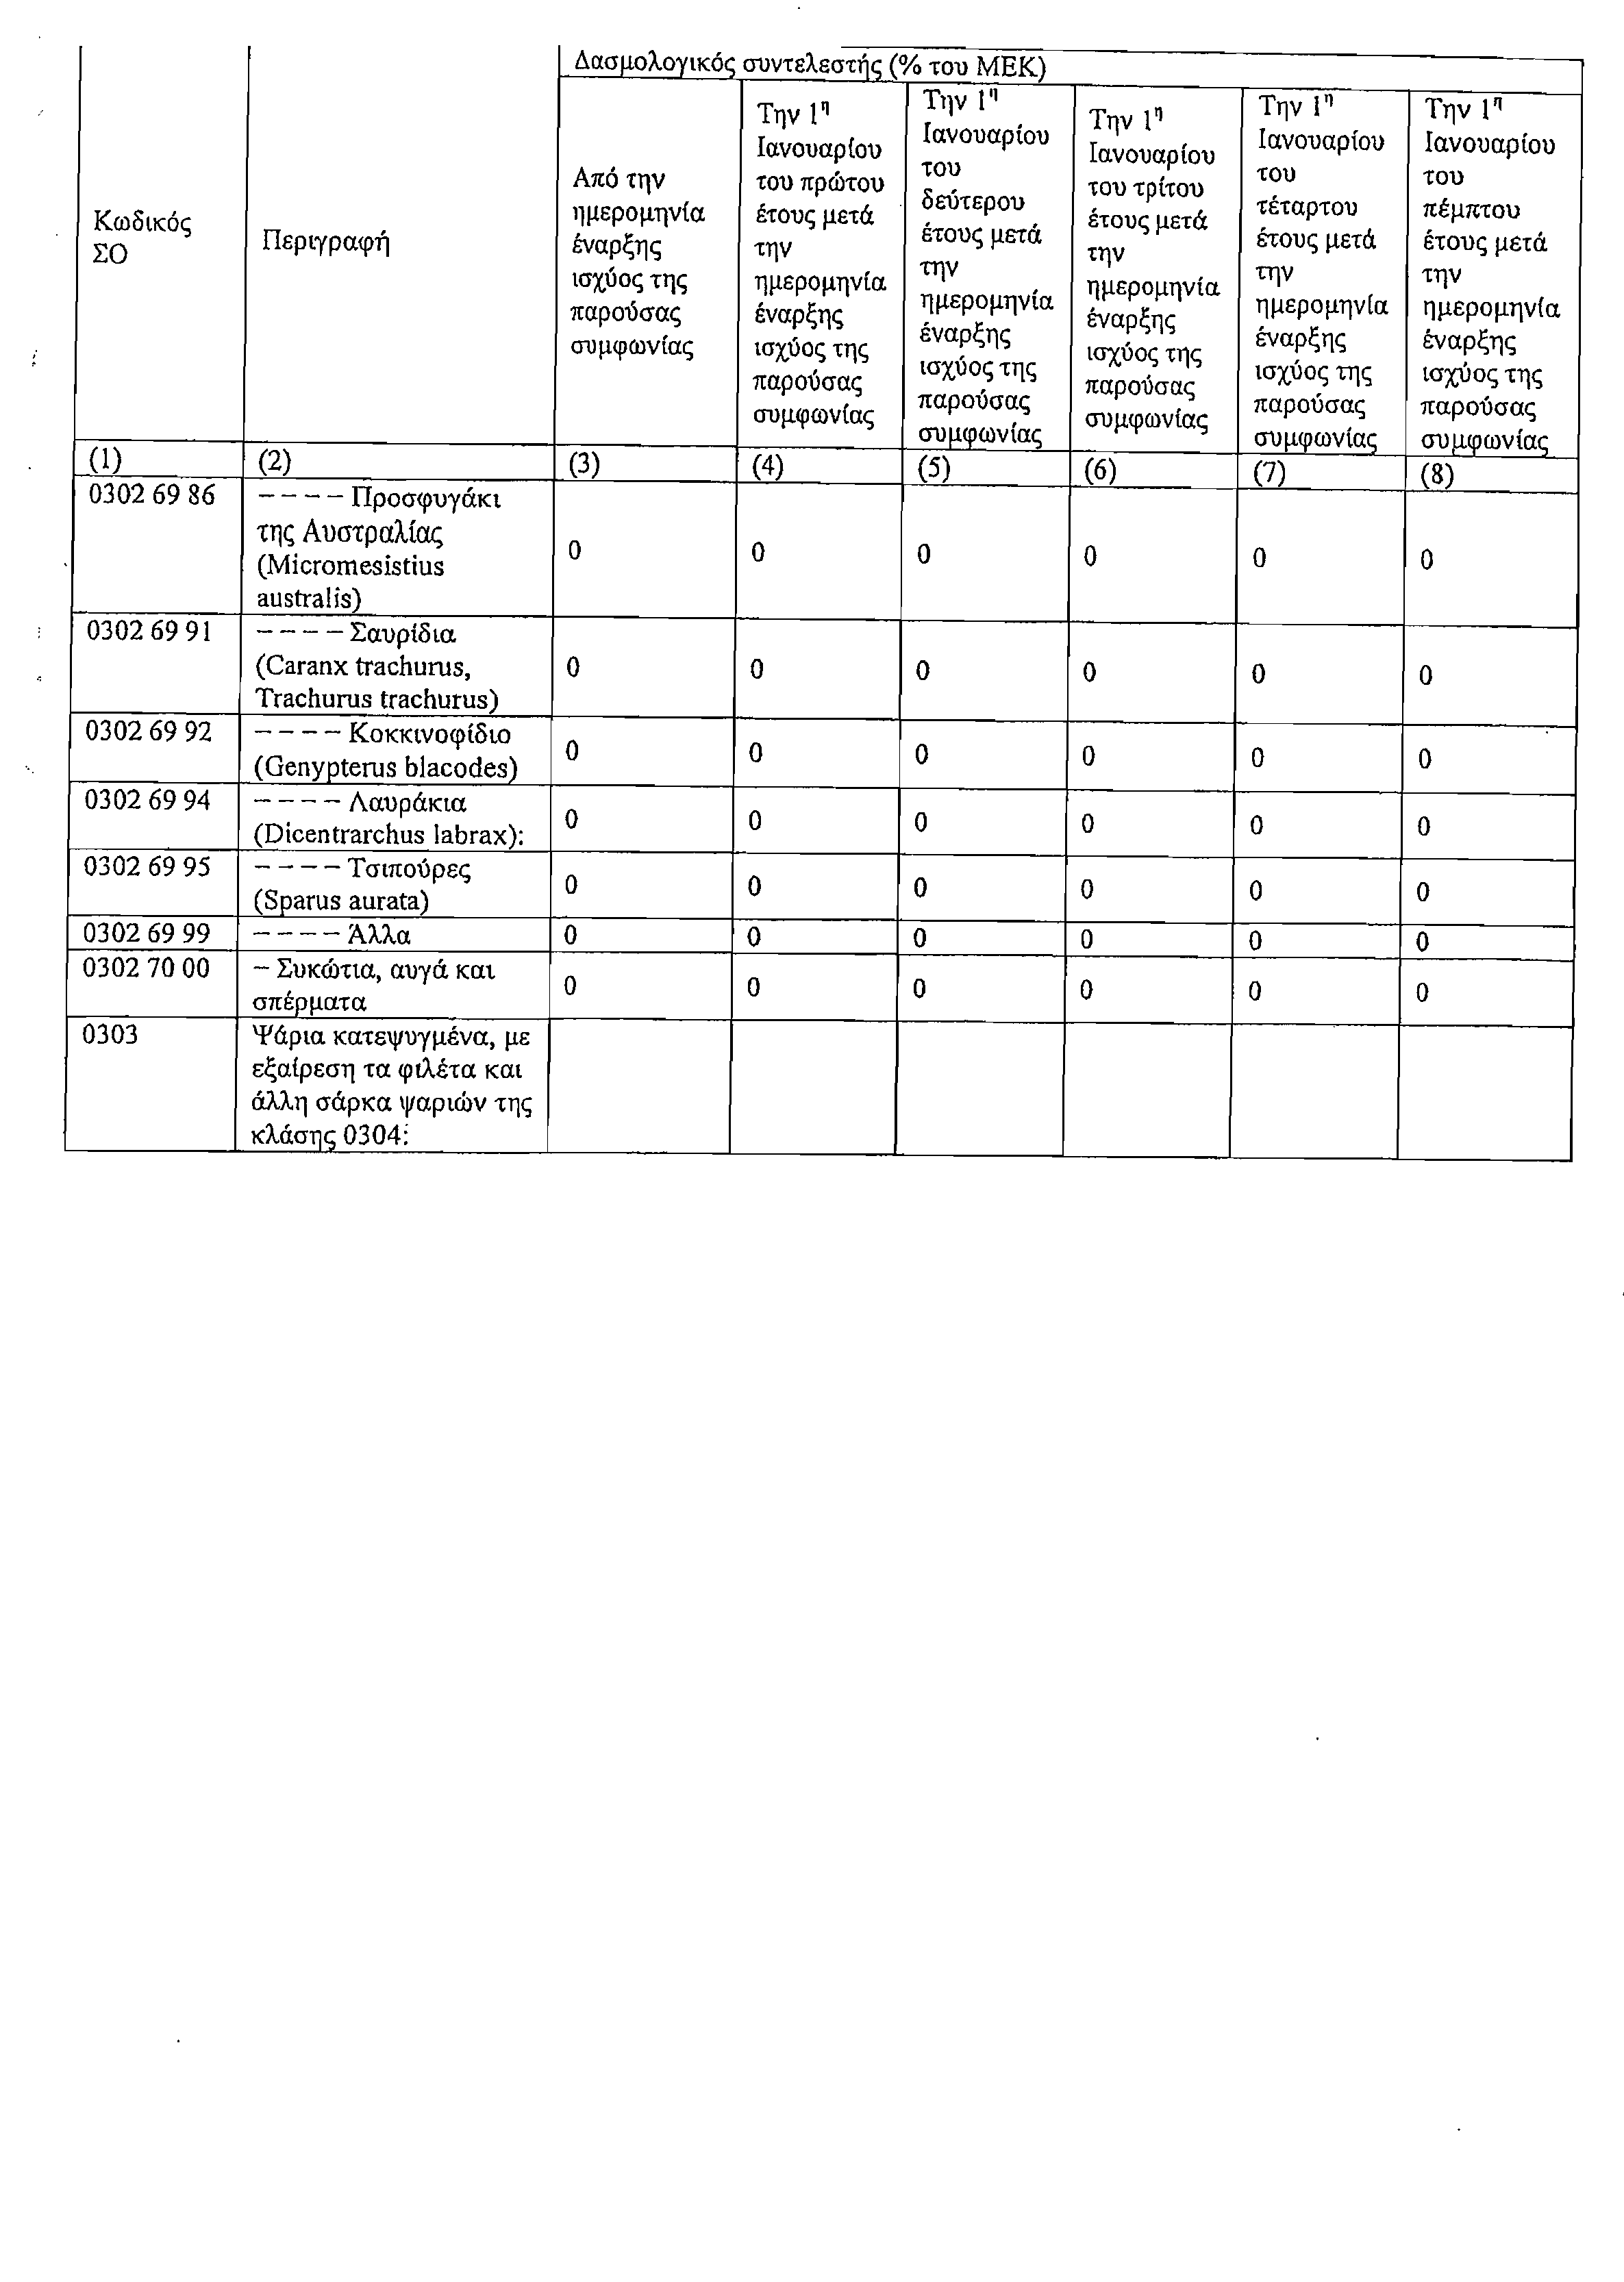 Δασμολογικός συντελεστής (% του ΜΕΚ)
Κωδικός
ΣΟ
Περιγραφή
Από την
ημερομηνία
έναρξης
ισχύος της
παρούσας
συμφωνίας
Την 1η
Ιανουαρίου
του πρώτου
έτους μετά
την
ημερομηνία
έναρξης
ισχύος της
παρούσας
συμφωνίας
Την 1η
Ιανουαρίου
του
δεύτερου
έτους μετά
την
ημερομηνία
έναρξης
ισχύος της
παρούσας
συμφωνίας
Την 1η
Ιανουαρίου
του τρίτου
έτους μετά
την
ημερομηνία
έναρξης
ισχύος της
παρούσας
συμφωνίας
Την 1η
Ιανουαρίου
του
τέταρτου
έτους μετά
την
ημερομηνία
έναρξης
ισχύος της
παρούσας
συμφωνίας
Την 1η
Ιανουαρίου
του
πέμπτου
έτους μετά
την
ημερομηνία
έναρξης
ισχύος της
παρούσας
συμφωνίας
(1) (2) (3) (4) (5) (6) (7) (8)
0302 69 86 – – – – Προσφυγάκι
της Αυστραλίας
(Micromesistius
australis)
0 0 0 0 0 0
0302 69 91 – – – – Σαυρίδια
(Caranx trachurus,
Trachurus trachurus)
0 0 0 0 0 0
0302 69 92 – – – – Κοκκινοφίδιο
(Genypterus blacodes)
0 0 0 0 0 0
0302 69 94 – – – – Λαυράκια
(Dicentrarchus labrax):
0 0 0 0 0 0
0302 69 95 – – – – Τσιπούρες
(Sparus aurata)
0 0 0 0 0 0
0302 69 99 – – – – Άλλα 0 0 0 0 0 0
0302 70 00 – Συκώτια, αυγά και
σπέρματα
0 0 0 0 0 0
0303 Ψάρια κατεψυγμένα, με
εξαίρεση τα φιλέτα και
άλλη σάρκα ψαριών της
κλάσης 0304: